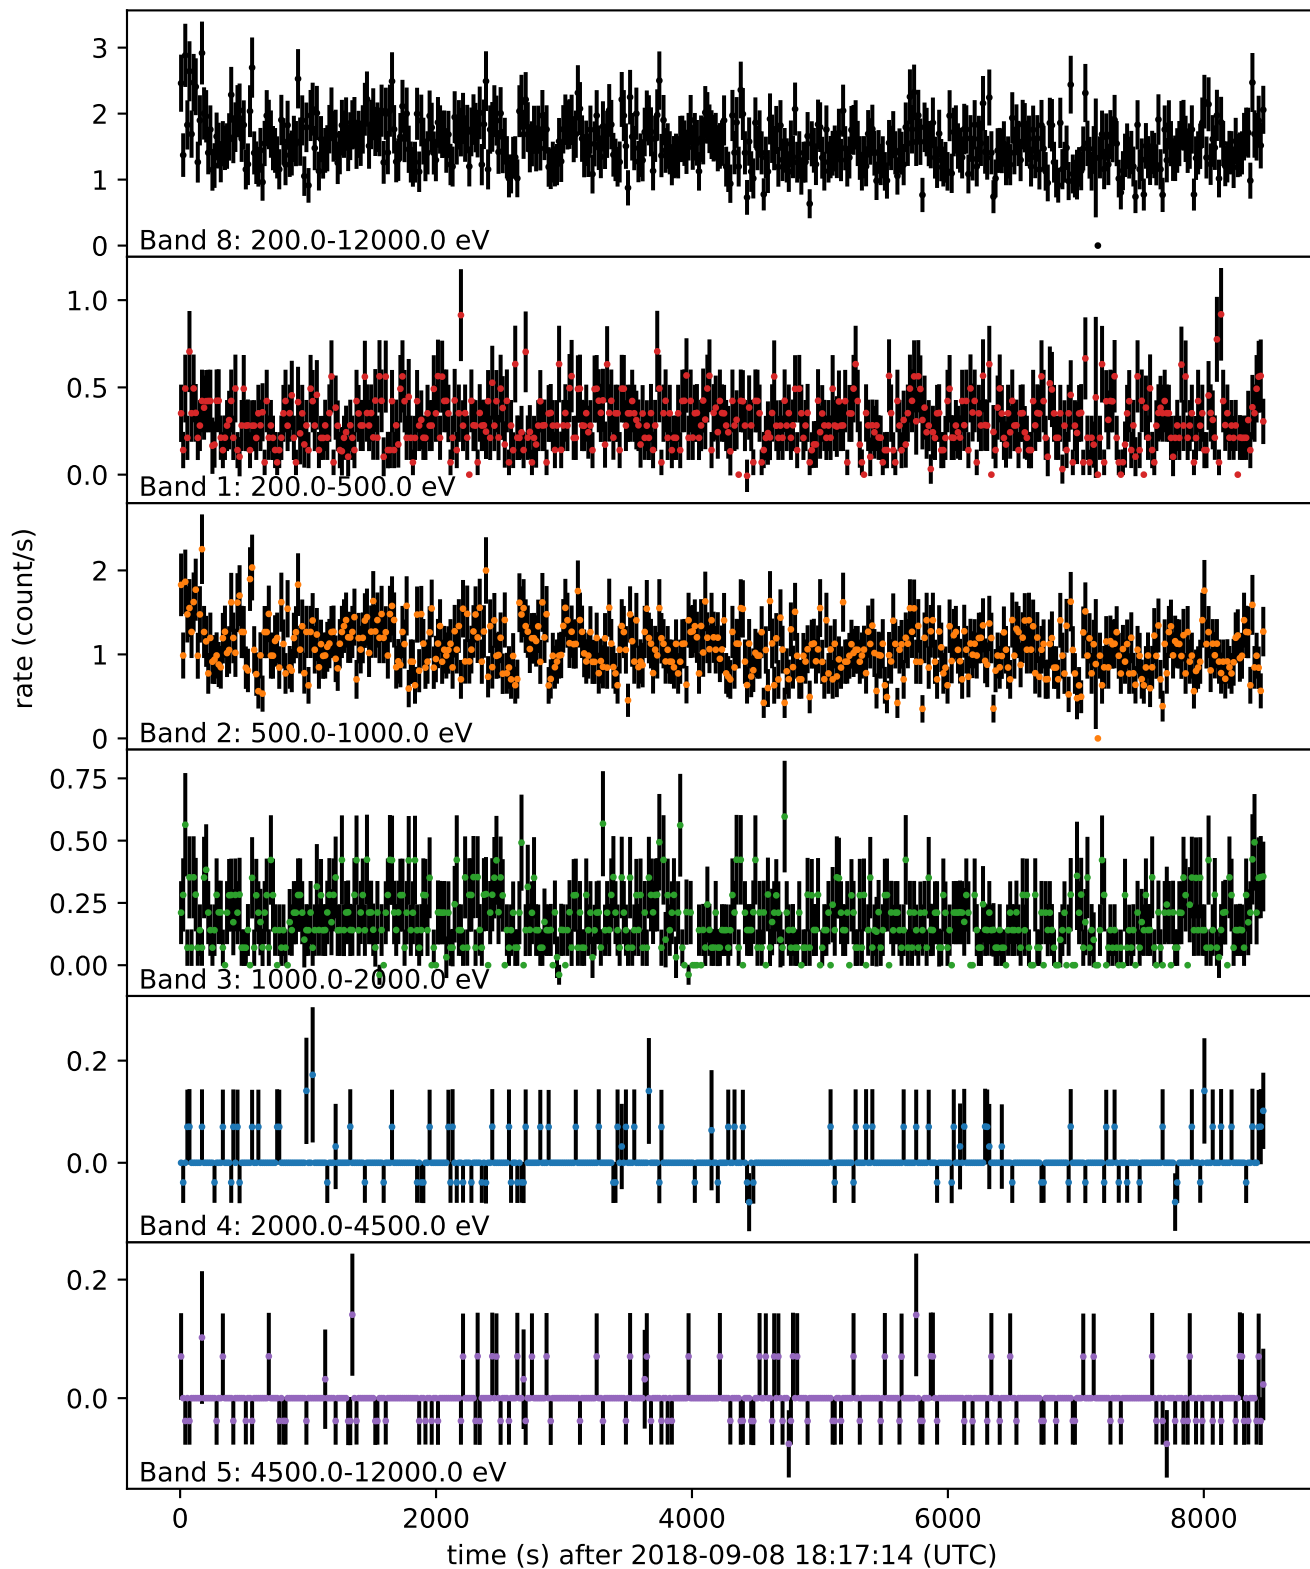 3
2
1
0
Band 8: 200.0-12000.0 eV
1.0
0.5
0.0
Band 1: 200.0-500.0 eV
rate (count/s)
2
1
0
Band 2: 500.0-1000.0 eV
0.75
0.50
0.25
0.00
Band 3: 1000.0-2000.0 eV
0.2
0.0
Band 4: 2000.0-4500.0 eV
0.2
0.0
Band 5: 4500.0-12000.0 eV
0 2000 4000 6000 8000
time (s) after 2018-09-08 18:17:14 (UTC)